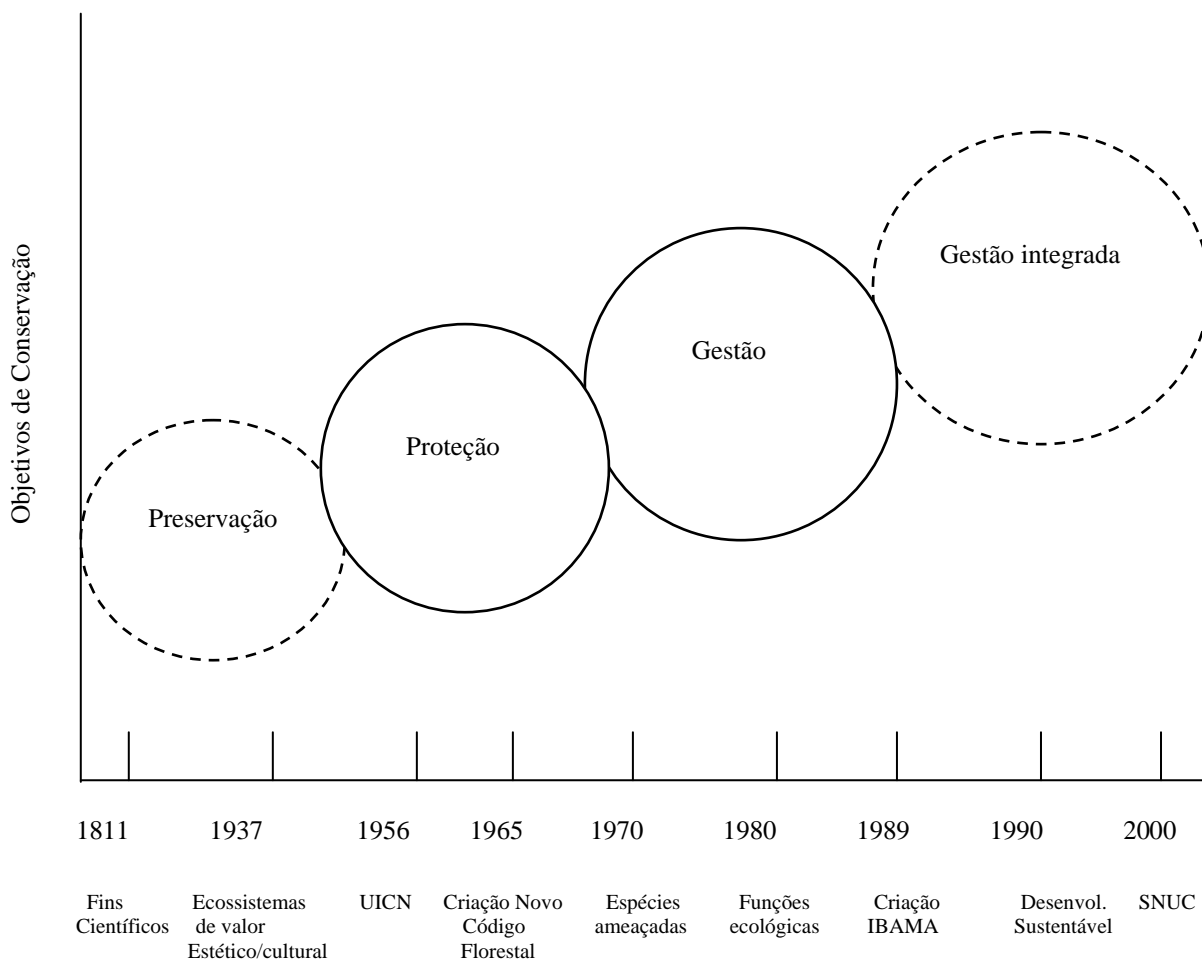 Objetivos de Conservação
Gestão integrada
Gestão
Proteção
Preservação
1811 1937 1956 1965 1970 1980 1989 1990 2000
Fins
Científicos
Ecossistemas
de valor
Estético/cultural
UICN
Criação Novo
Código
Florestal
Espécies
ameaçadas
Funções
ecológicas
Criação
IBAMA
Desenvol.
Sustentável
SNUC